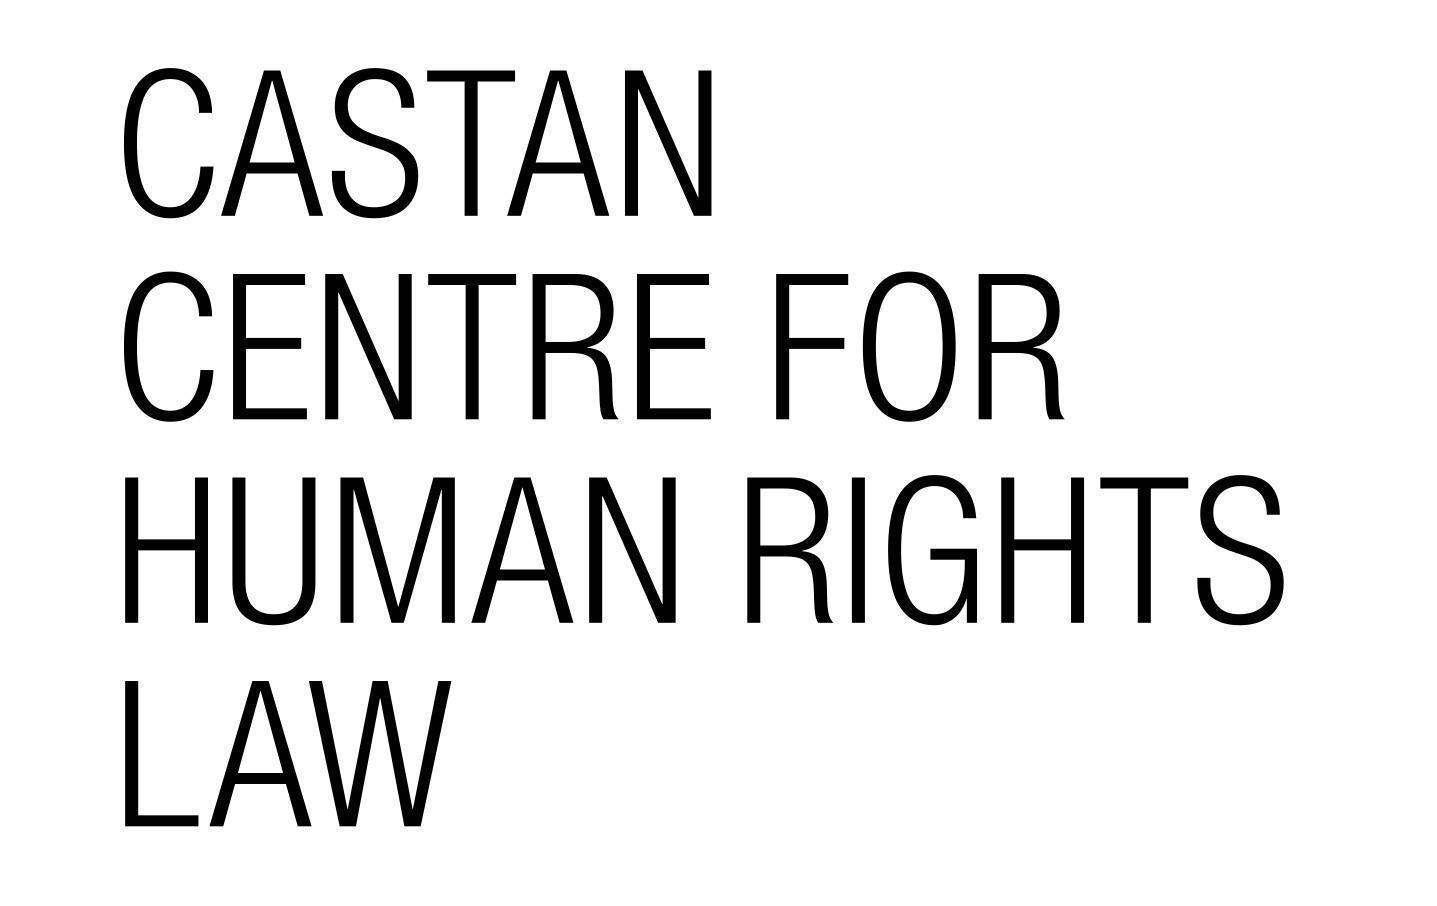 CASTAN
CENTRE FOR
HUMAN RIGHTS
LAW